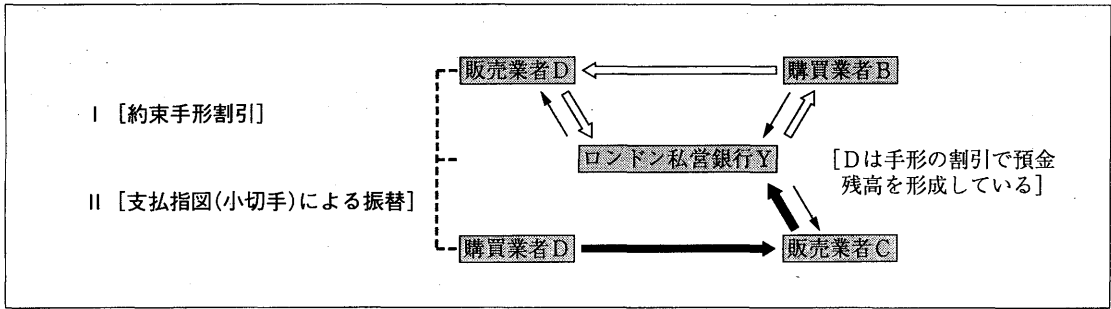 販売業者D 購買業者B
I [約束手形割引]
ロンドン私営銀行Y [Dは手形の割引で預金
残高を形成している]
II [支払指図(小切手)による振替]
購買業者D 販売業者C